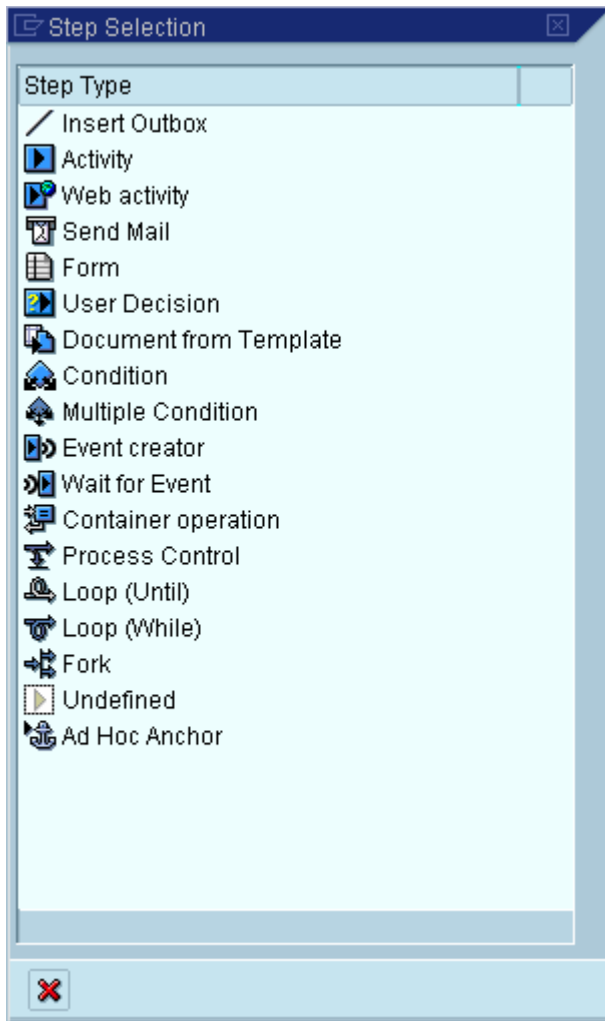 Step Selection
Step Type
Insert Outbox
Activity
Web activity
Send Mail
Form
User Decision
Document from Template
Condition
Multiple Condition
Event creator
Wait for Event
Container operation
Process Control
Loop (Until)
Loop (While)
Fork
Undefined
Ad Hoc Anchor